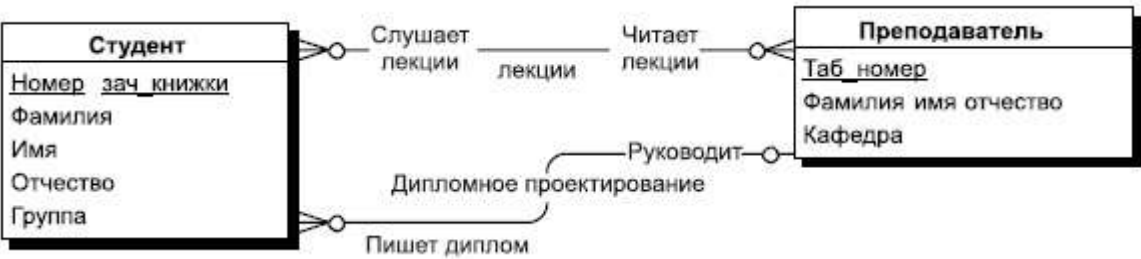 Студент
Номер зач_книжки
Фамилия
Имя
Отчество
Группа
Слушает
лекции
лекции
Читает
лекции
Преподаватель
Таб_номер
Фамилия имя отчество
Кафедра
Руководит
Дипломное проектирование
Пишет диплом